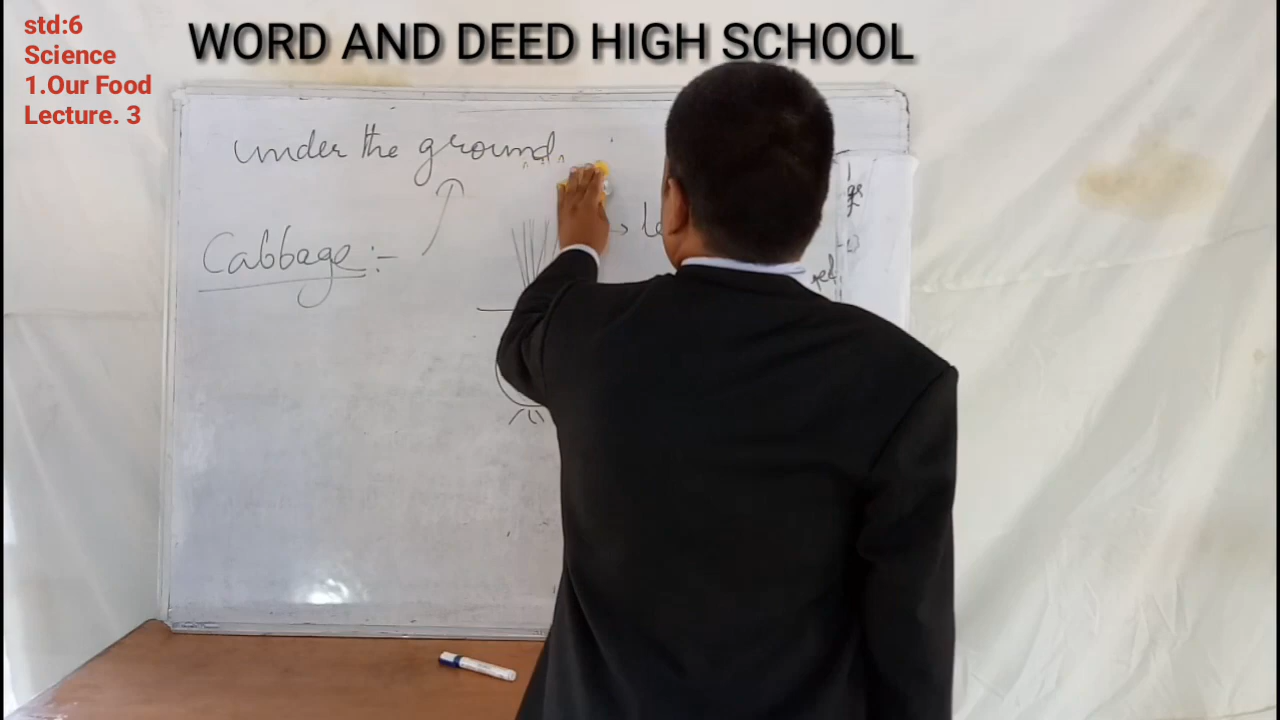 std:6
Science
1.Our Food
Lecture. 3
WORD AND DEED HIGH SCHOOL
under the ground
Cabbage :-